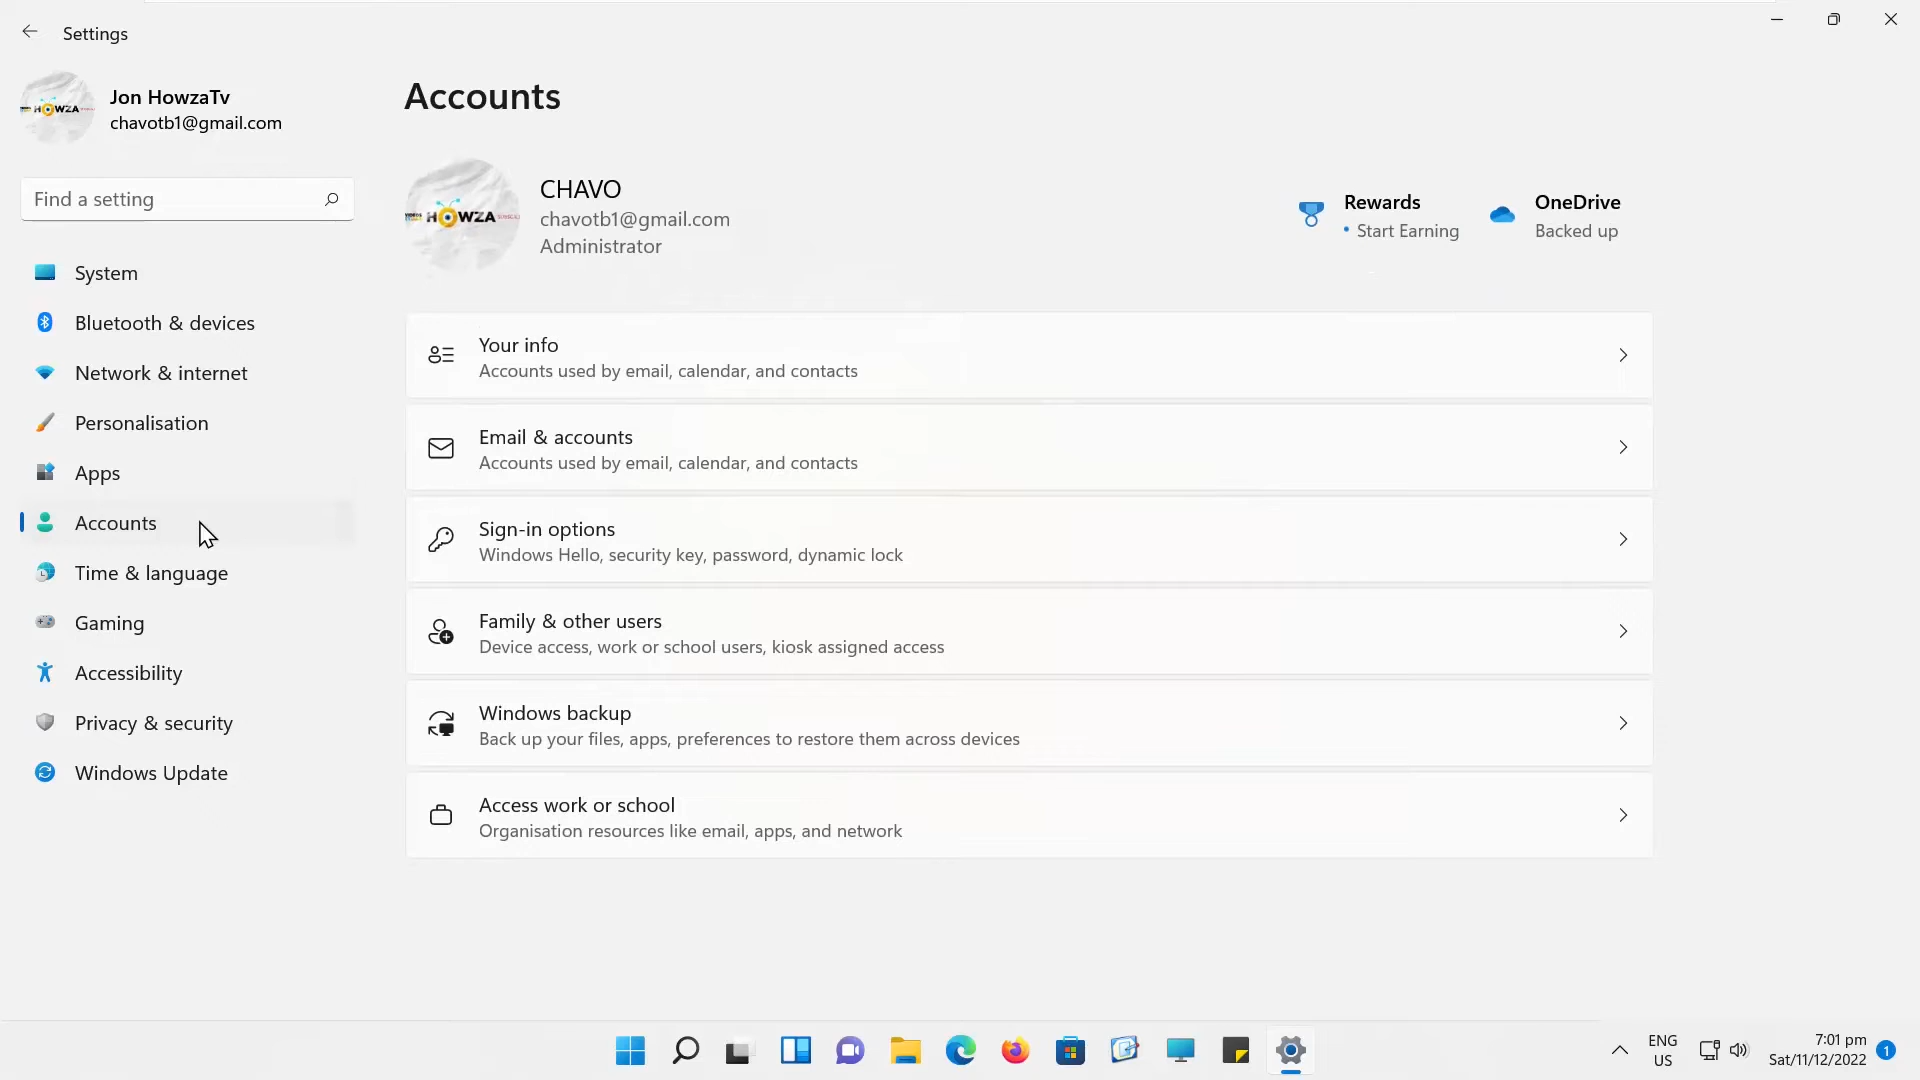 Settings
Jon HowzaTv
chavotb1@gmail.com
Find a setting
System
Bluetooth & devices
Network & internet
Personalisation
Apps
Accounts
Time & language
Gaming
Accessibility
Privacy & security
Windows Update
Accounts
HOWZA
CHAVO
chavotb1@gmail.com
Administrator
Rewards
• Start Earning
OneDrive
Backed up
Your info
Accounts used by email, calendar, and contacts
Email & accounts
Accounts used by email, calendar, and contacts
Sign-in options
Windows Hello, security key, password, dynamic lock
Family & other users
Device access, work or school users, kiosk assigned access
Windows backup
Back up your files, apps, preferences to restore them across devices
Access work or school
Organisation resources like email, apps, and network
ENG
US
7:01 pm
Sat/11/12/2022
1